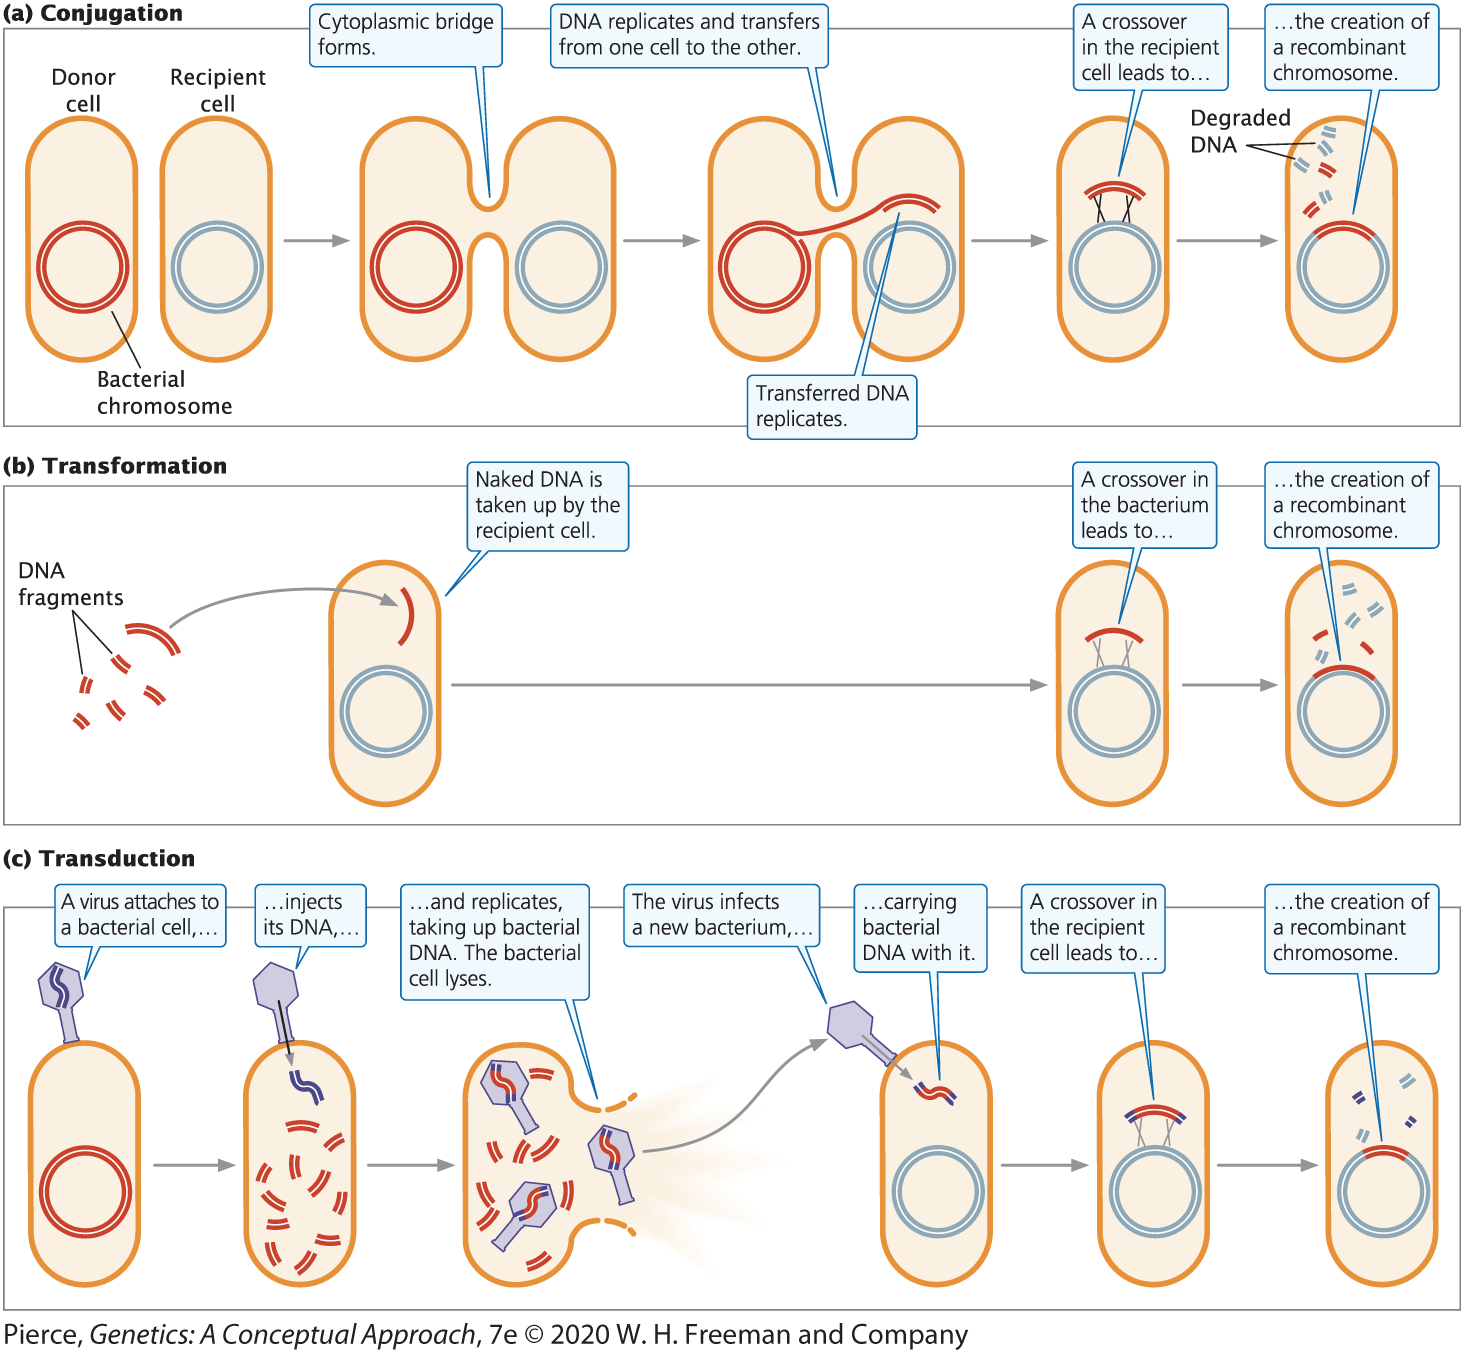 (a) Conjugation
Cytoplasmic bridge
forms.
DNA replicates and transfers
from one cell to the other.
A crossover
in the recipient
cell leads to…
…the creation of
a recombinant
chromosome.
Donor
cell
Recipient
cell
Degraded
DNA
Bacterial
chromosome
Transferred DNA
replicates.
(b) Transformation
Naked DNA is
taken up by the
recipient cell.
A crossover in
the bacterium
leads to…
…the creation of
a recombinant
chromosome.
DNA
fragments
(c) Transduction
A virus attaches to
a bacterial cell,…
…injects
its DNA,…
…and replicates,
taking up bacterial
DNA. The bacterial
cell lyses.
The virus infects
a new bacterium,…
…carrying
bacterial
DNA with it.
A crossover in
the recipient
cell leads to…
…the creation of
a recombinant
chromosome.
Pierce, Genetics: A Conceptual Approach, 7e © 2020 W. H. Freeman and Company